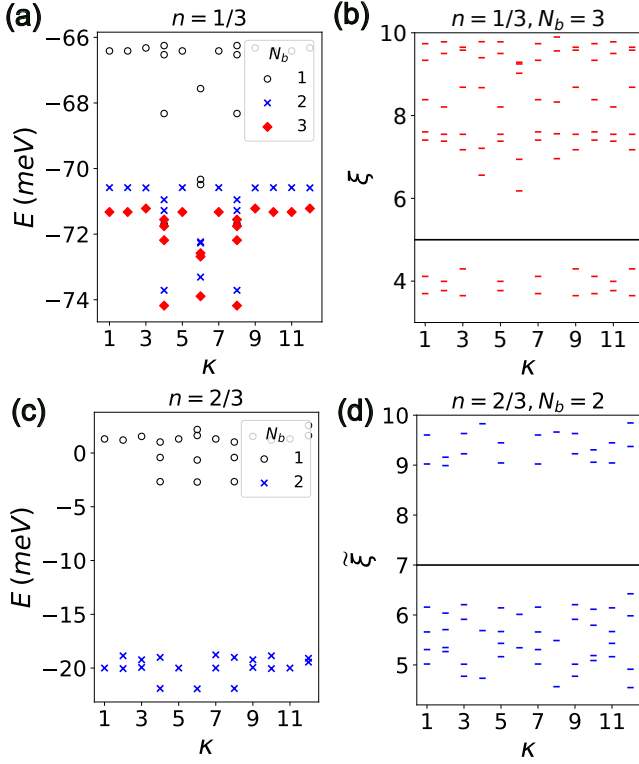 (a)
n = 1/3
E (meV)
−66
−68
−70
−72
−74
N_b
1
2
3
1 3 5 7 9 11
κ
(b)
n = 1/3, N_b = 3
ξ
10
8
6
4
1 3 5 7 9 11
κ
(c)
n = 2/3
E (meV)
0
−5
−10
−15
−20
N_b
1
2
1 3 5 7 9 11
κ
(d)
n = 2/3, N_b = 2
ξ̃
10
9
8
7
6
5
1 3 5 7 9 11
κ